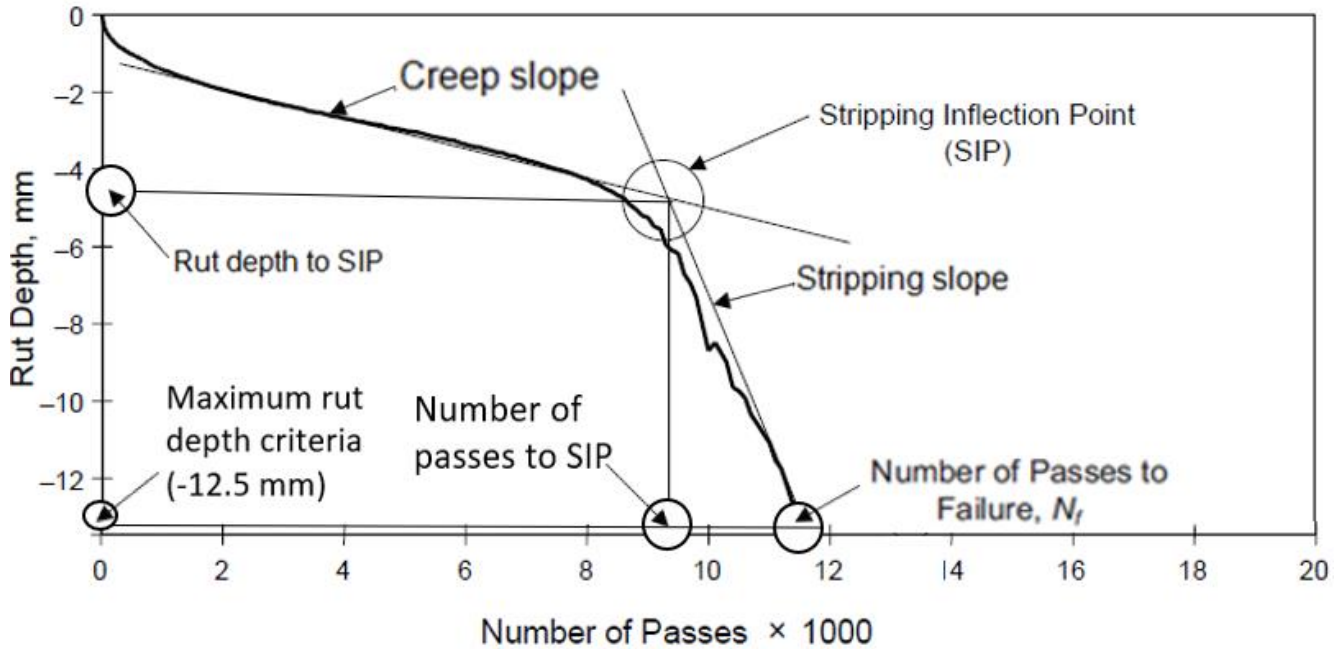 0
Creep slope
−2
Stripping Inflection Point
(SIP)
−4
Rut depth to SIP
−6
Stripping slope
−8
Rut Depth, mm
−10
Maximum rut
depth criteria
(-12.5 mm)
Number of
passes to SIP
−12
Number of Passes to
Failure, Nf
0 2 4 6 8 10 12 14 16 18 20
Number of Passes × 1000